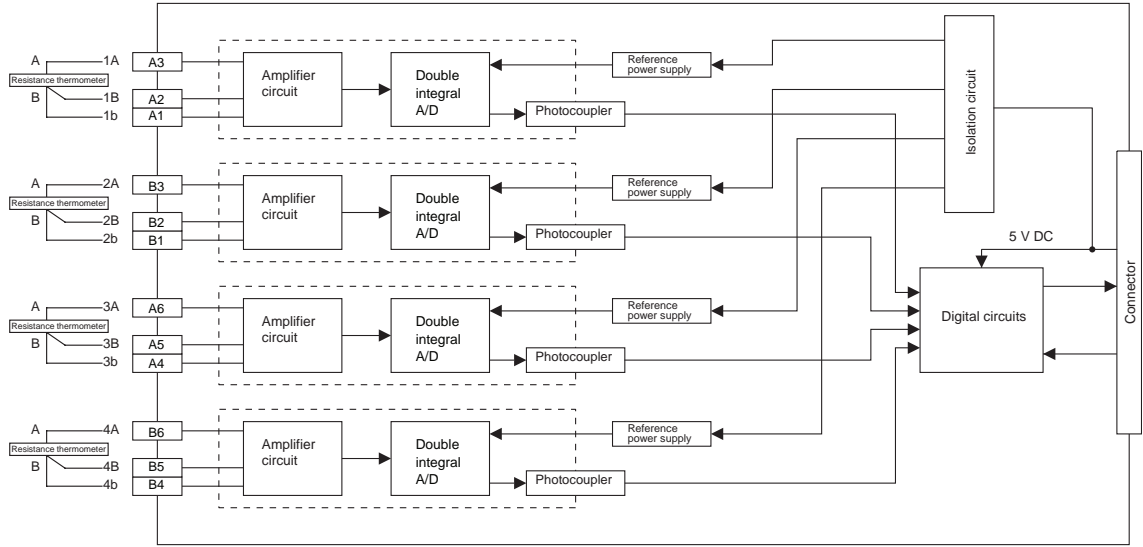 A
1A
A3
Resistance thermometer
B
1B
A2
1b
A1
Amplifier
circuit
Double
integral
A/D
Reference
power supply
Photocoupler
A
2A
B3
Resistance thermometer
B
2B
B2
2b
B1
Amplifier
circuit
Double
integral
A/D
Reference
power supply
Photocoupler
A
3A
A6
Resistance thermometer
B
3B
A5
3b
A4
Amplifier
circuit
Double
integral
A/D
Reference
power supply
Photocoupler
A
4A
B6
Resistance thermometer
B
4B
B5
4b
B4
Amplifier
circuit
Double
integral
A/D
Reference
power supply
Photocoupler
Isolation circuit
5 V DC
Digital circuits
Connector